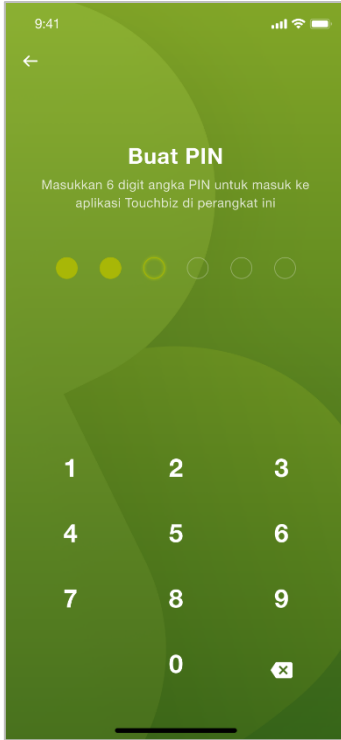 9:41
Buat PIN
Masukkan 6 digit angka PIN untuk masuk ke
aplikasi Touchbiz di perangkat ini
1 2 3
4 5 6
7 8 9
0